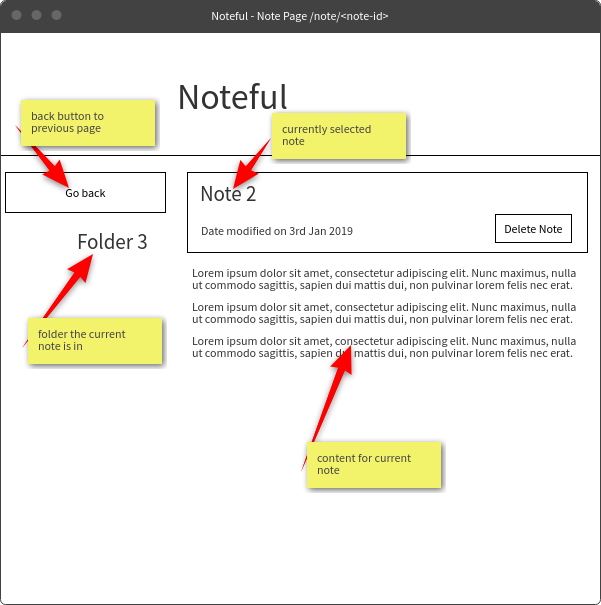 Noteful - Note Page /note/<note-id>
Noteful
back button to
previous page
currently selected
note
Go back
Note 2
Date modified on 3rd Jan 2019
Delete Note
Folder 3
Lorem ipsum dolor sit amet, consectetur adipiscing elit. Nunc maximus, nulla
ut commodo sagittis, sapien dui mattis dui, non pulvinar lorem felis nec erat.
Lorem ipsum dolor sit amet, consectetur adipiscing elit. Nunc maximus, nulla
ut commodo sagittis, sapien dui mattis dui, non pulvinar lorem felis nec erat.
Lorem ipsum dolor sit amet, consectetur adipiscing elit. Nunc maximus, nulla
ut commodo sagittis, sapien dui mattis dui, non pulvinar lorem felis nec erat.
folder the current
note is in
content for current
note